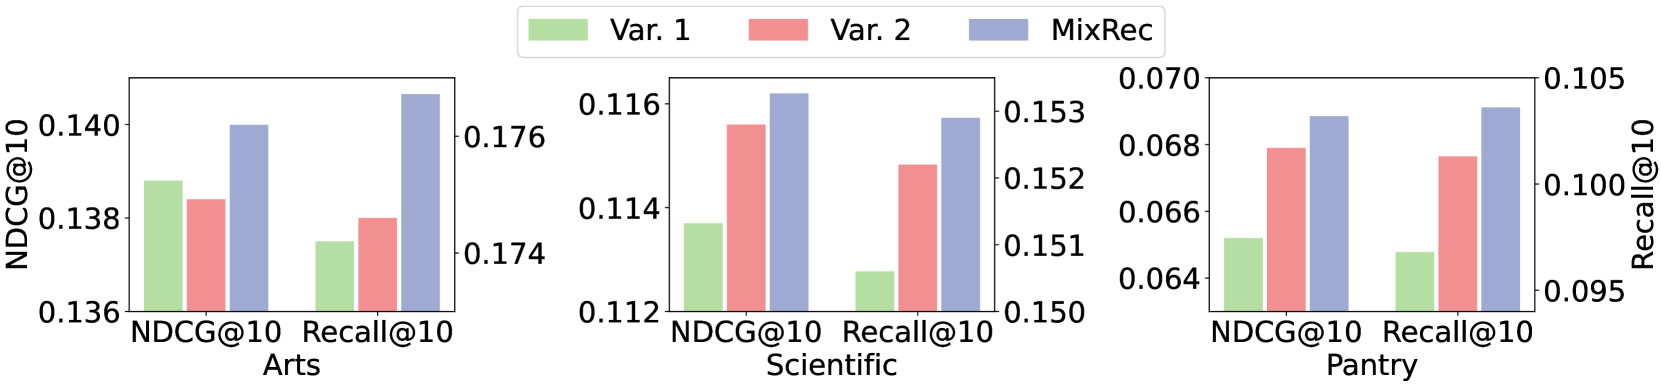 Var. 1 Var. 2 MixRec
NDCG@10
0.140
0.138
0.136
0.176
0.174
NDCG@10 Recall@10
Arts
0.116
0.114
0.112
0.153
0.152
0.151
0.150
NDCG@10 Recall@10
Scientific
0.070
0.068
0.066
0.064
0.105
0.100
0.095
Recall@10
NDCG@10 Recall@10
Pantry